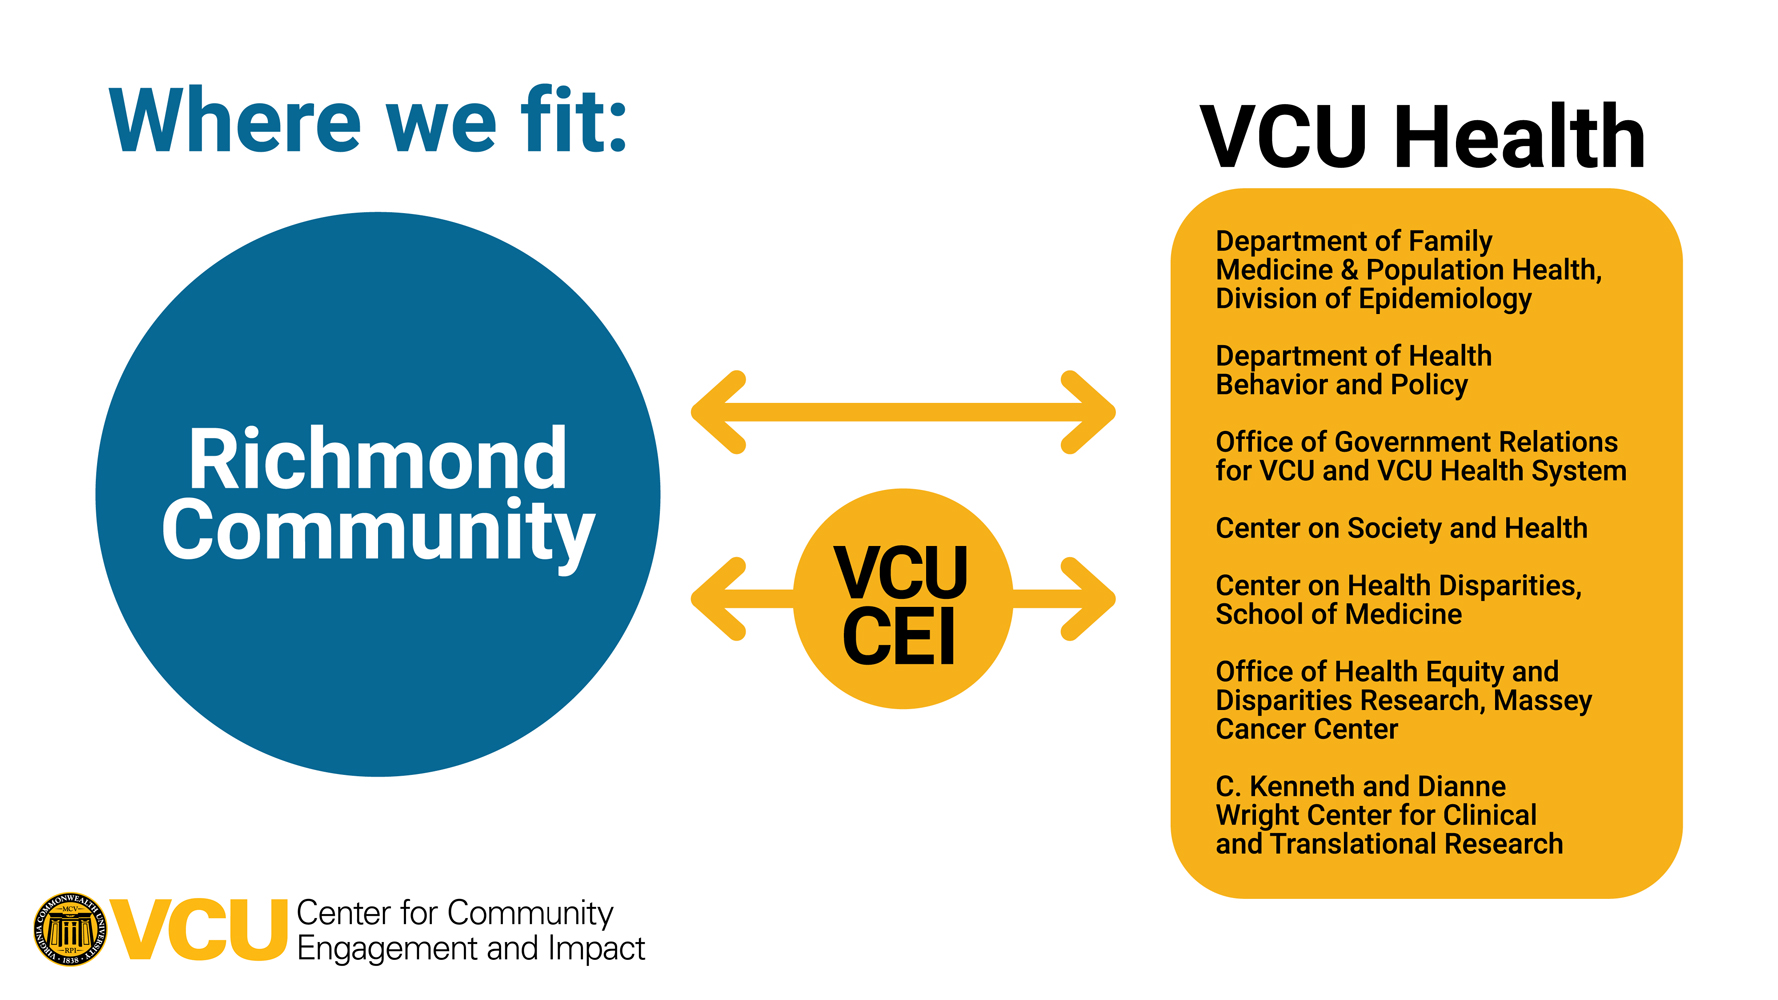 Where we fit:
VCU Health
Richmond
Community
VCU
CEI
Department of Family
Medicine & Population Health,
Division of Epidemiology
Department of Health
Behavior and Policy
Office of Government Relations
for VCU and VCU Health System
Center on Society and Health
Center on Health Disparities,
School of Medicine
Office of Health Equity and
Disparities Research, Massey
Cancer Center
C. Kenneth and Dianne
Wright Center for Clinical
and Translational Research
VIRGINIA COMMONWEALTH UNIVERSITY
MCV
RPI
1838
VCU
Center for Community
Engagement and Impact